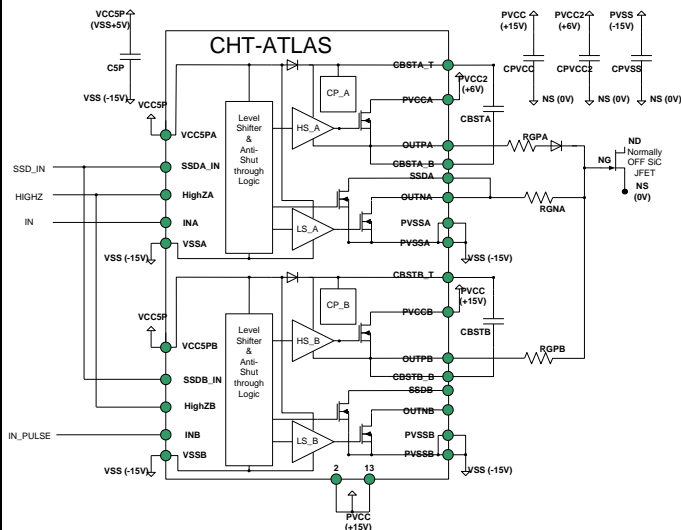 VCC5P
(VSS+5V)
C5P
VSS (-15V)
PVCC
(+15V)
PVCC2
(+6V)
PVSS
(-15V)
CPVCC
CPVCC2
CPVSS
NS (0V)
NS (0V)
NS (0V)
CHT-ATLAS
CBSTA_T
PVCC2
(+6V)
CP_A
PVCCA
CBSTA
VCC5P
VCC5PA
Level
Shifter
&
Anti-
Shut
through
Logic
HS_A
OUTPA
RGPA
ND
Normally
OFF SiC
JFET
NG
NS
(0V)
CBSTA_B
SSD_IN
SSDA_IN
SSDA
HIGHZ
HighZA
OUTNA
RGNA
IN
INA
LS_A
PVSSA
VSSA
VSS (-15V)
PVSSA
VSS (-15V)
CBSTB_T
PVCC
(+15V)
CP_B
PVCCB
CBSTB
VCC5P
VCC5PB
Level
Shifter
&
Anti-
Shut
through
Logic
HS_B
OUTPB
RGPB
CBSTB_B
SSDB_IN
SSDB
HighZB
OUTNB
IN_PULSE
INB
LS_B
PVSSB
VSSB
VSS (-15V)
PVSSB
VSS (-15V)
2
13
PVCC
(+15V)